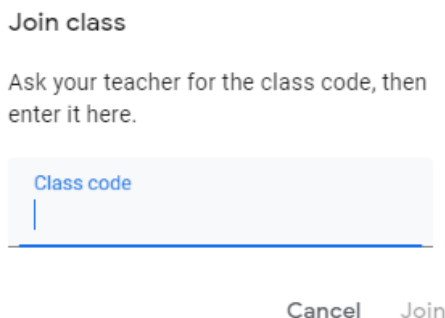 Join class
Ask your teacher for the class code, then
enter it here.
Class code
Cancel Join